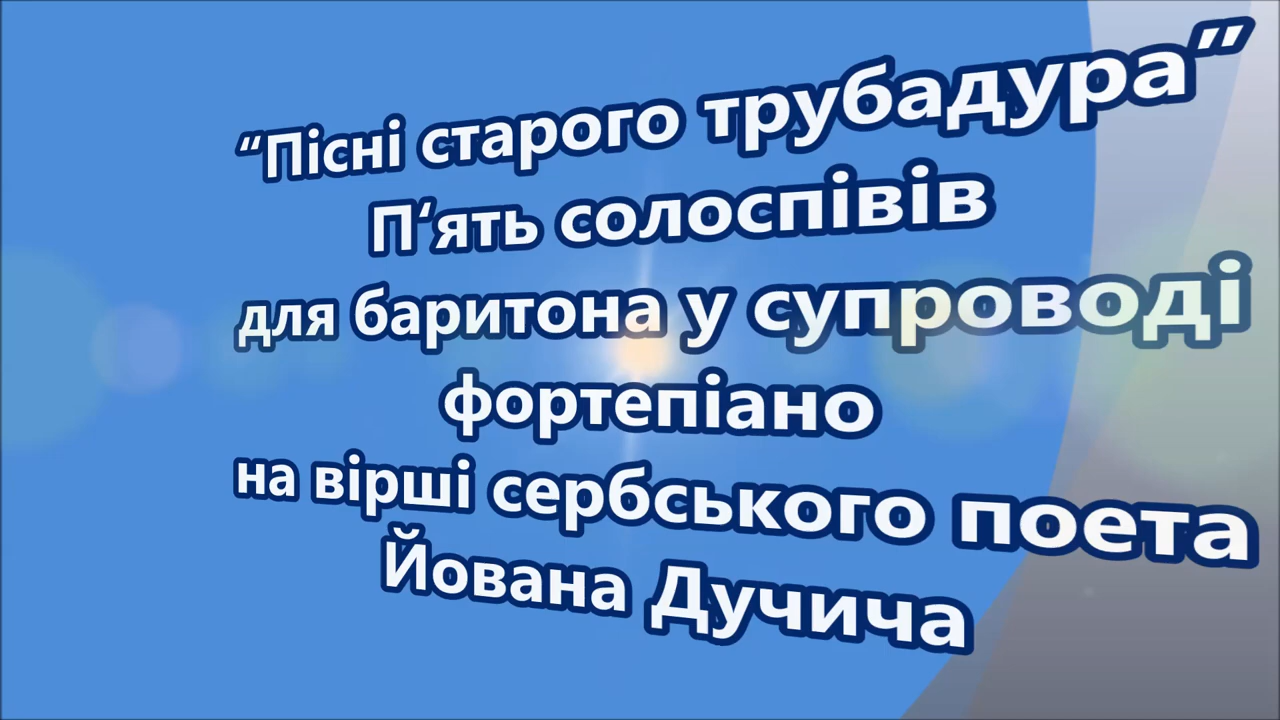 “Пісні старого трубадура”
П‘ять солоспівів
для баритона у супроводі
фортепіано
на вірші сербського поета
Йована Дучича